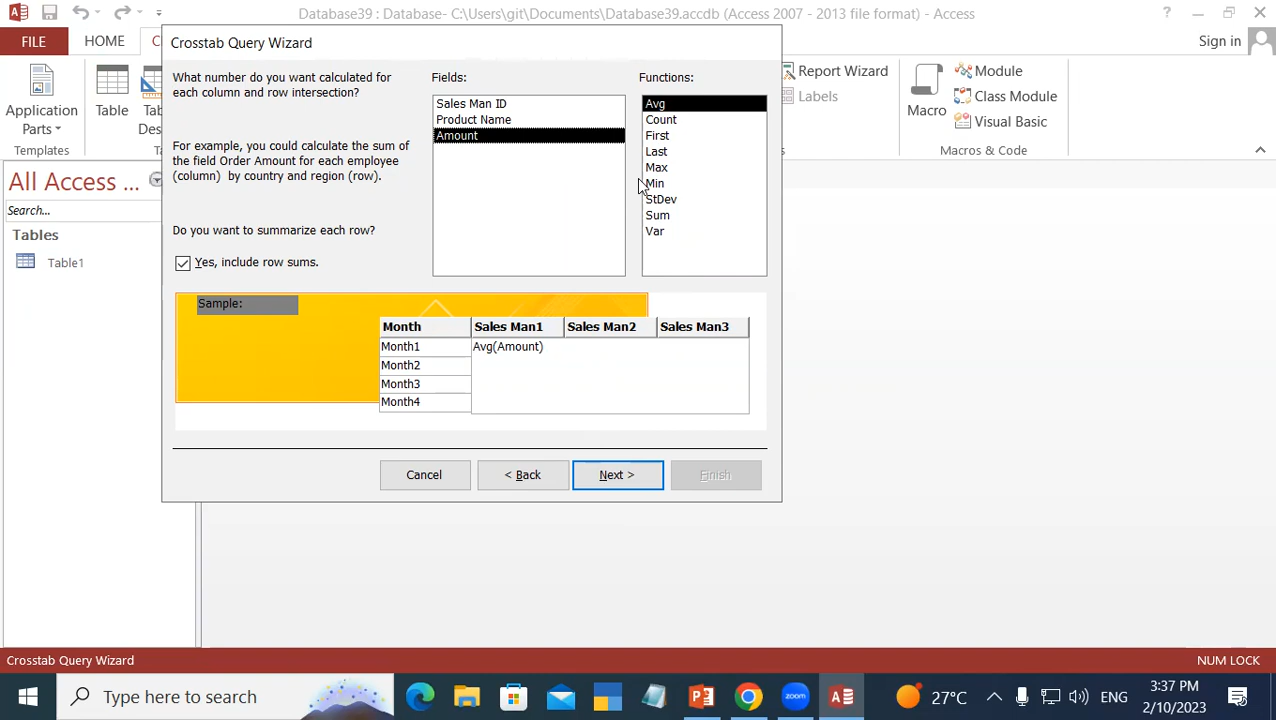 Database39 : Database- C:\Users\git\Documents\Database39.accdb (Access 2007 - 2013 file format) - Access
FILE
HOME
Sign in
Crosstab Query Wizard
Application
Parts
Templates
Table
Report Wizard
Labels
Macro
Module
Class Module
Visual Basic
Macros & Code
All Access ...
Search...
Tables
Table1
What number do you want calculated for
each column and row intersection?
For example, you could calculate the sum
of the field Order Amount for each employee
(column) by country and region (row).
Do you want to summarize each row?
Yes, include row sums.
Fields:
Sales Man ID
Product Name
Amount
Functions:
Avg
Count
First
Last
Max
Min
StDev
Sum
Var
Sample:
Month Sales Man1 Sales Man2 Sales Man3
Month1 Avg(Amount)
Month2
Month3
Month4
Cancel
< Back
Next >
Finish
Crosstab Query Wizard
NUM LOCK
Type here to search
27°C
ENG
3:37 PM
2/10/2023